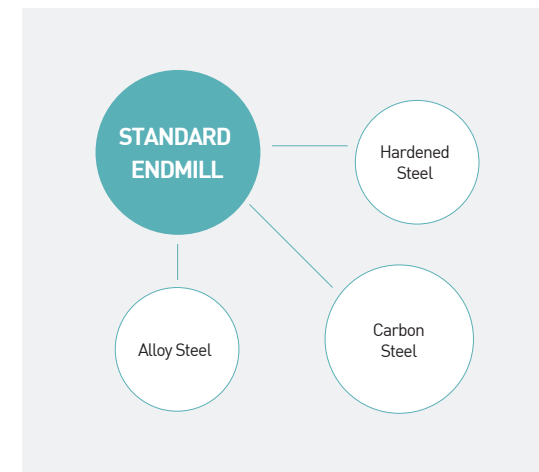 STANDARD
ENDMILL
Hardened
Steel
Carbon
Steel
Alloy Steel